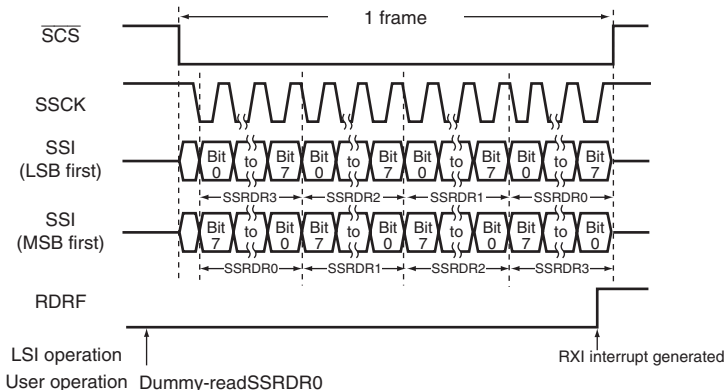 1 frame
SCS
SSCK
SSI
(LSB first)
Bit 0 to Bit 7 Bit 0 to Bit 7 Bit 0 to Bit 7 Bit 0 to Bit 7
SSRDR3 SSRDR2 SSRDR1 SSRDR0
SSI
(MSB first)
Bit 7 to Bit 0 Bit 7 to Bit 0 Bit 7 to Bit 0 Bit 7 to Bit 0
SSRDR0 SSRDR1 SSRDR2 SSRDR3
RDRF
LSI operation
RXI interrupt generated
User operation Dummy-readSSRDR0